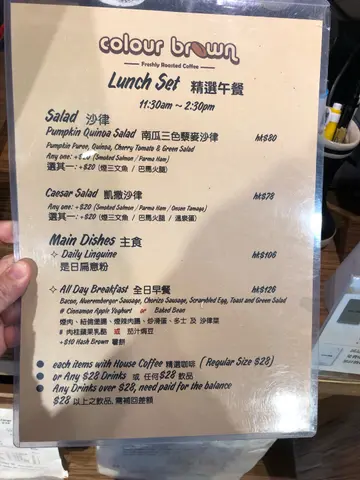 colour brown
Freshly Roasted Coffee
Lunch Set 精選午餐
11:30am ~ 2:30pm
Salad 沙律
Pumpkin Quinoa Salad 南瓜三色藜麥沙律 hk$80
Pumpkin Puree, Quinoa, Cherry Tomato & Green Salad
Any one: +$20 (Smoked Salmon / Parma Ham)
選其一: +$20 (煙三文魚 / 巴馬火腿)
Caesar Salad 凱撒沙律 hk$78
Any one: +$20 (Smoked Salmon / Parma Ham / Onsen Tamago)
選其一: +$20 (煙三文魚 / 巴馬火腿 / 溫泉蛋)
Main Dishes 主食
Daily Linguine hk$106
是日扁意粉
All Day Breakfast 全日早餐 hk$126
Bacon, Nueremberger Sausage, Chorizo Sausage, Scrambled Egg, Toast and Green Salad
# Cinnamon Apple Yoghurt or Baked Bean
煙肉、紐倫堡腸、煙辣肉腸、炒滑蛋、多士 及 沙律菜
# 肉桂蘋果乳酪 或 茄汁焗豆
+$10 Hash Brown 薯餅
each items with House Coffee 精選咖啡 ( Regular Size $28)
or Any $28 Drinks 或 任何$28 飲品
Any Drinks over $28, need paid for the balance
$28 以上之飲品, 需補回差額